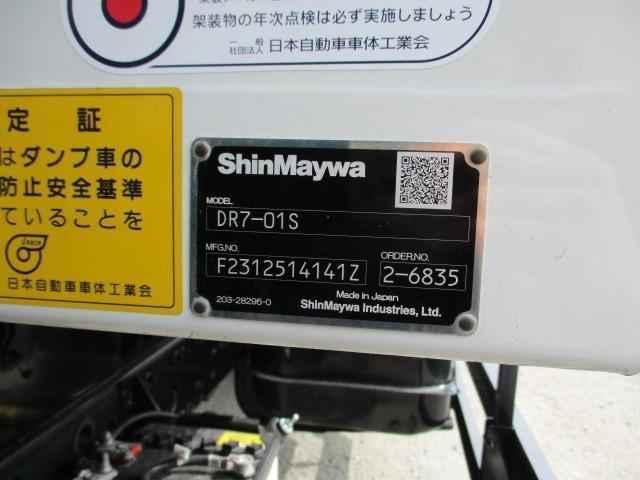 架装物の年次点検は必ず実施しましょう
一般社団法人 日本自動車車体工業会
定 証
はダンプ車の
防止安全基準
ていることを
JABIA
日本自動車車体工業会
ShinMaywa
MODEL
DR7-01S
MFG.NO. ORDER.NO.
F2312514141Z 2-6835
Made in Japan
203-28296-0 ShinMaywa Industries, Ltd.